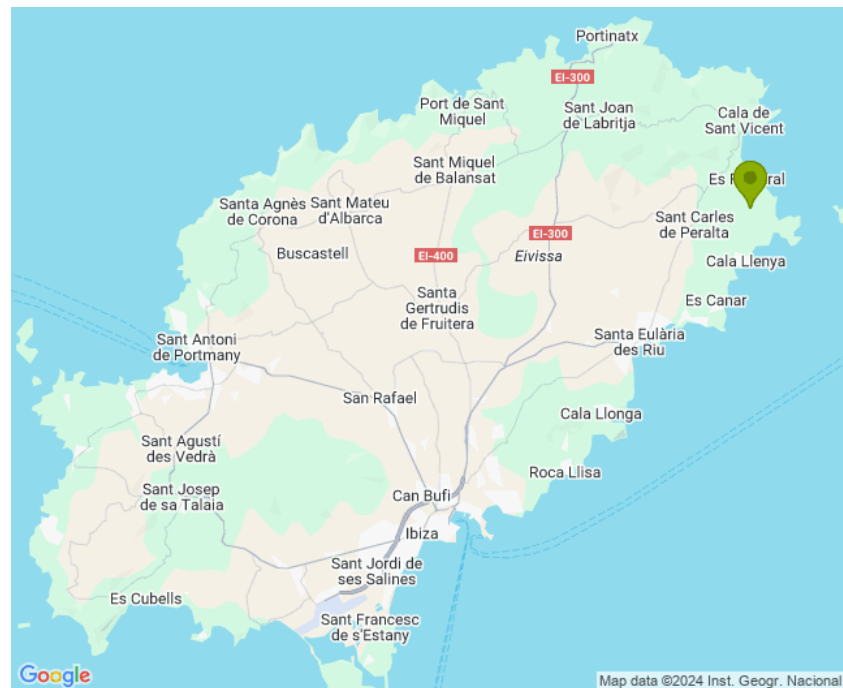 Portinatx
EI-300
Port de Sant
Miquel
Sant Joan
de Labritja
Cala de
Sant Vicent
Sant Miquel
de Balansat
Es
Santa Agnès
de Corona
Sant Mateu
d'Albarca
Sant Carles
de Peralta
EI-300
Buscastell
EI-400
Eivissa
Cala Llenya
Santa
Gertrudis
de Fruitera
Es Canar
Sant Antoni
de Portmany
Santa Eulària
des Riu
San Rafael
Cala Llonga
Sant Agustí
des Vedrà
Roca Llisa
Sant Josep
de sa Talaia
Can Bufi
Ibiza
Sant Jordi de
ses Salines
Es Cubells
Sant Francesc
de s'Estany
Google
Map data ©2024 Inst. Geogr. Nacional